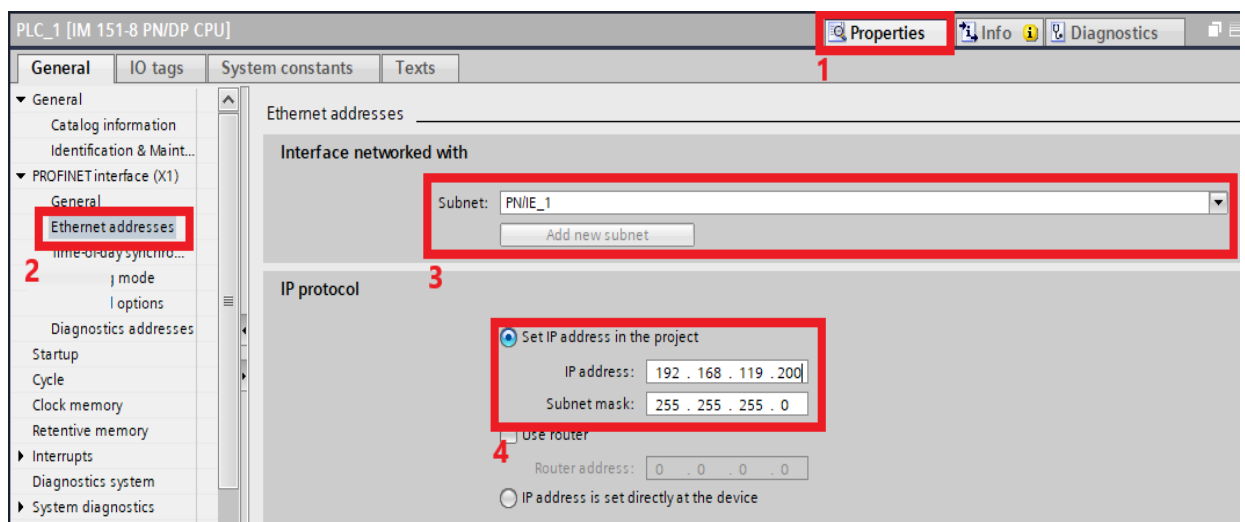 PLC_1 [IM 151-8 PN/DP CPU]
Properties
Info
Diagnostics
1
General
IO tags
System constants
Texts
General
Catalog information
Identification & Maint...
PROFINET interface (X1)
General
Ethernet addresses
Time-of-day synchro...
2
mode
options
Diagnostics addresses
Startup
Cycle
Clock memory
Retentive memory
Interrupts
Diagnostics system
System diagnostics
Ethernet addresses
Interface networked with
Subnet: PN/IE_1
Add new subnet
3
IP protocol
Set IP address in the project
IP address: 192 . 168 . 119 . 200
Subnet mask: 255 . 255 . 255 . 0
4
Use router
Router address: 0 . 0 . 0 . 0
IP address is set directly at the device